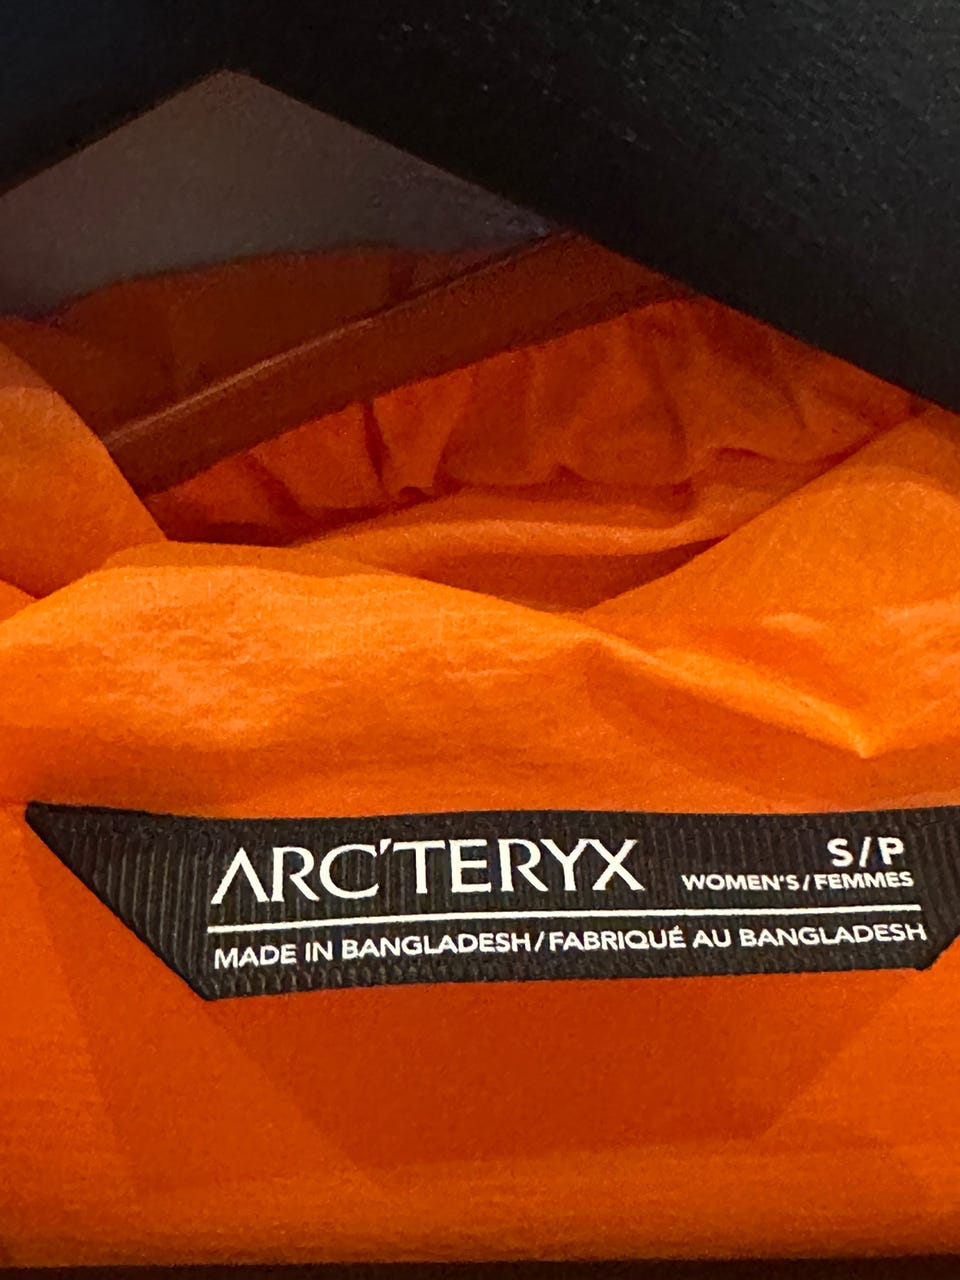 ARC'TERYX
S/P
WOMEN'S/FEMMES
MADE IN BANGLADESH/FABRIQUÉ AU BANGLADESH